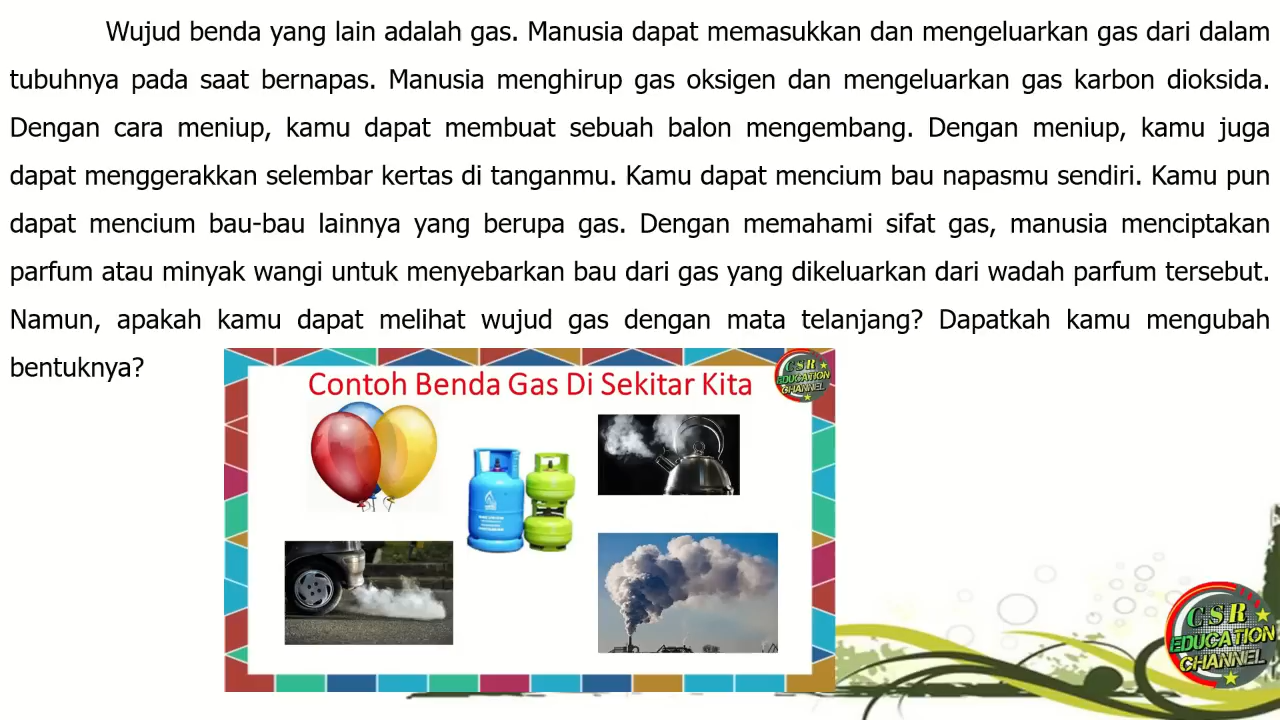 Wujud benda yang lain adalah gas. Manusia dapat memasukkan dan mengeluarkan gas dari dalam
tubuhnya pada saat bernapas. Manusia menghirup gas oksigen dan mengeluarkan gas karbon dioksida.
Dengan cara meniup, kamu dapat membuat sebuah balon mengembang. Dengan meniup, kamu juga
dapat menggerakkan selembar kertas di tanganmu. Kamu dapat mencium bau napasmu sendiri. Kamu pun
dapat mencium bau-bau lainnya yang berupa gas. Dengan memahami sifat gas, manusia menciptakan
parfum atau minyak wangi untuk menyebarkan bau dari gas yang dikeluarkan dari wadah parfum tersebut.
Namun, apakah kamu dapat melihat wujud gas dengan mata telanjang? Dapatkah kamu mengubah
bentuknya?
Contoh Benda Gas Di Sekitar Kita
CSR
EDUCATION
CHANNEL
CSR
EDUCATION
CHANNEL